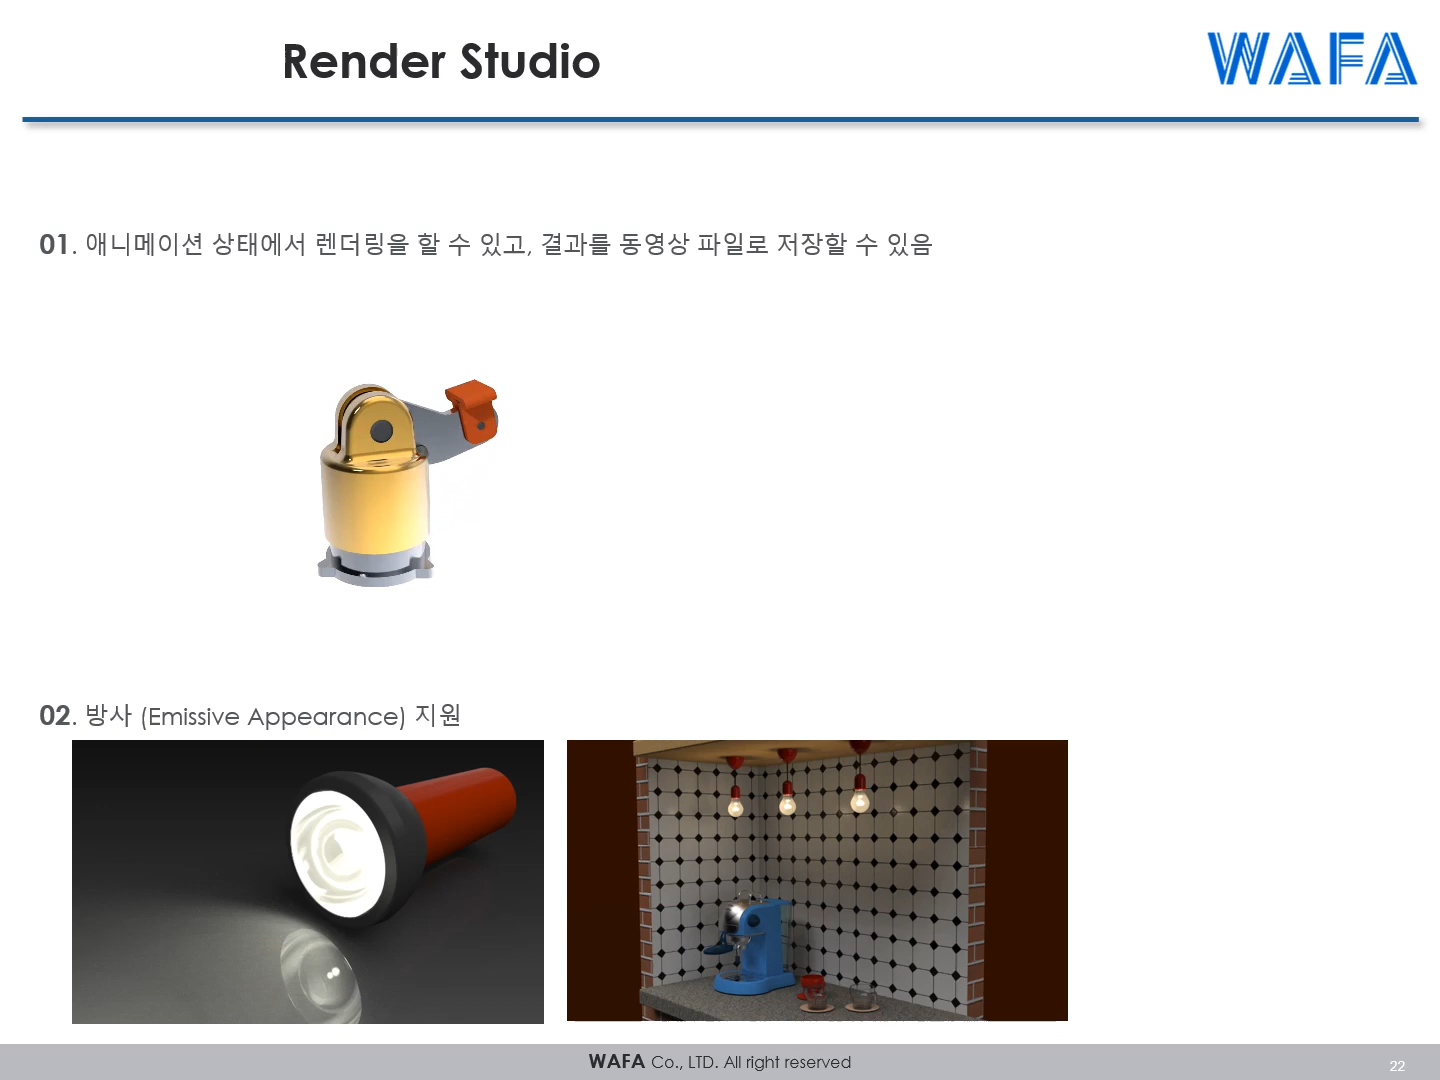 Render Studio
WAFA
01. 애니메이션 상태에서 렌더링을 할 수 있고, 결과를 동영상 파일로 저장할 수 있음
02. 방사 (Emissive Appearance) 지원
WAFA Co., LTD. All right reserved
22